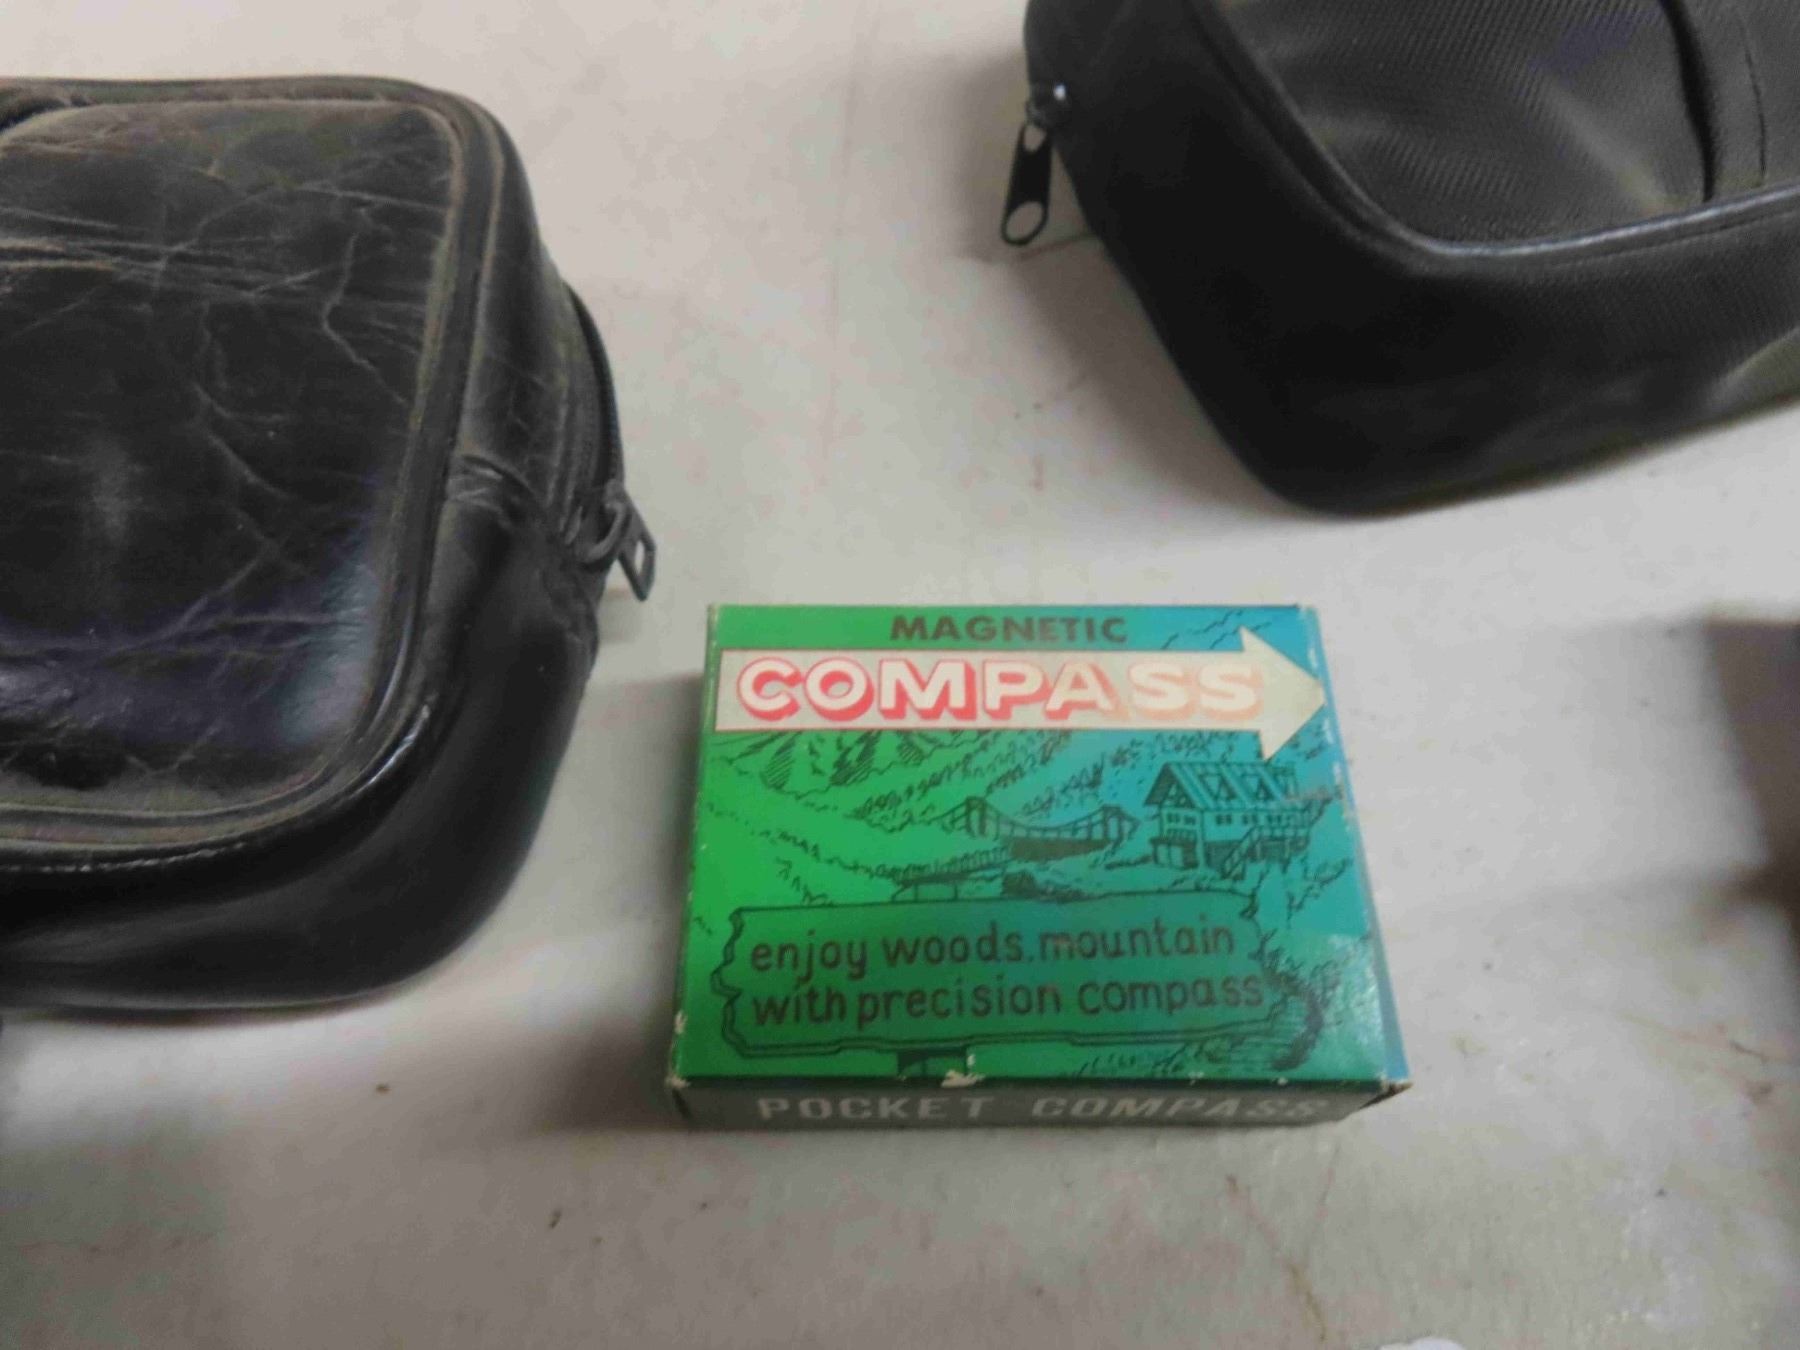 MAGNETIC
COMPASS
enjoy woods.mountain
with precision compass
POCKET COMPASS